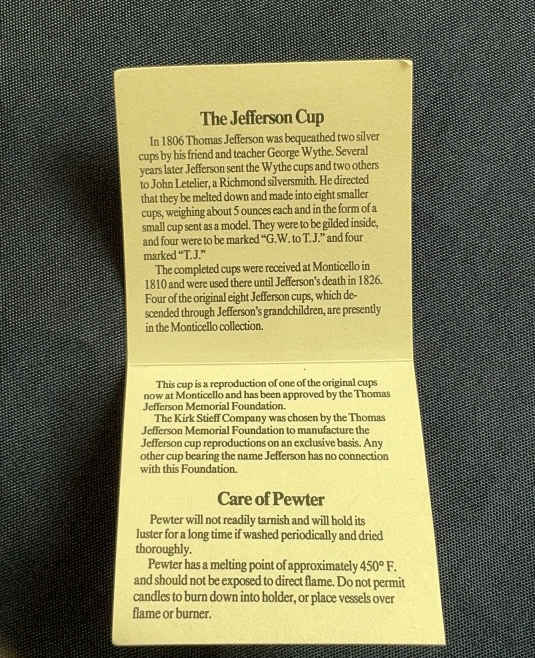 The Jefferson Cup
In 1806 Thomas Jefferson was bequeathed two silver
cups by his friend and teacher George Wythe. Several
years later Jefferson sent the Wythe cups and two others
to John Letelier, a Richmond silversmith. He directed
that they be melted down and made into eight smaller
cups, weighing about 5 ounces each and in the form of a
small cup sent as a model. They were to be gilded inside,
and four were to be marked “G.W. to T.J.” and four
marked “T.J.”
The completed cups were received at Monticello in
1810 and were used there until Jefferson's death in 1826.
Four of the original eight Jefferson cups, which de-
scended through Jefferson's grandchildren, are presently
in the Monticello collection.
This cup is a reproduction of one of the original cups
now at Monticello and has been approved by the Thomas
Jefferson Memorial Foundation.
The Kirk Stieff Company was chosen by the Thomas
Jefferson Memorial Foundation to manufacture the
Jefferson cup reproductions on an exclusive basis. Any
other cup bearing the name Jefferson has no connection
with this Foundation.
Care of Pewter
Pewter will not readily tarnish and will hold its
luster for a long time if washed periodically and dried
thoroughly.
Pewter has a melting point of approximately 450° F.
and should not be exposed to direct flame. Do not permit
candles to burn down into holder, or place vessels over
flame or burner.